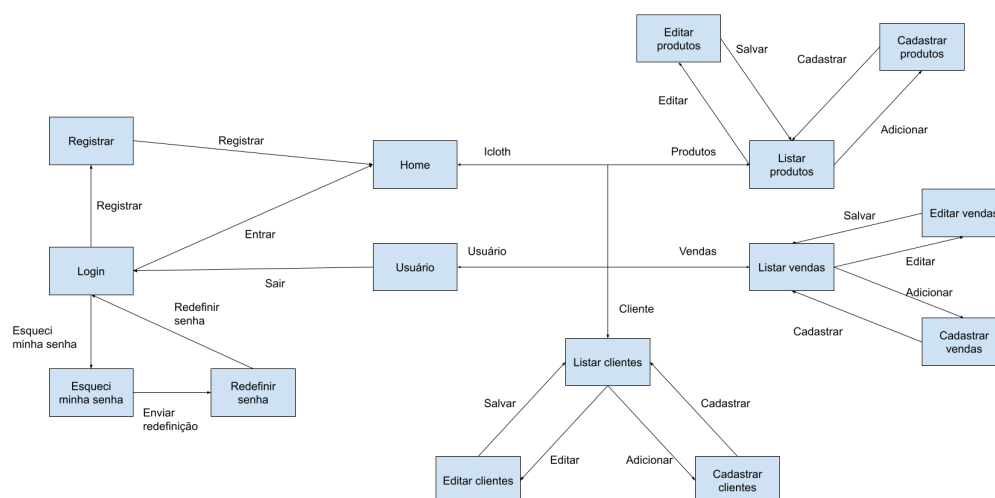 Editar
produtos
Salvar
Cadastrar
Cadastrar
produtos
Editar
Adicionar
Registrar
Registrar
Home
Icloth
Produtos
Listar
produtos
Registrar
Entrar
Salvar
Editar vendas
Login
Sair
Usuário
Usuário
Vendas
Listar vendas
Editar
Adicionar
Redefinir
senha
Cliente
Cadastrar
Cadastrar
vendas
Esqueci
minha senha
Listar clientes
Esqueci
minha senha
Enviar
redefinição
Redefinir
senha
Salvar
Cadastrar
Editar
Adicionar
Editar clientes
Cadastrar
clientes